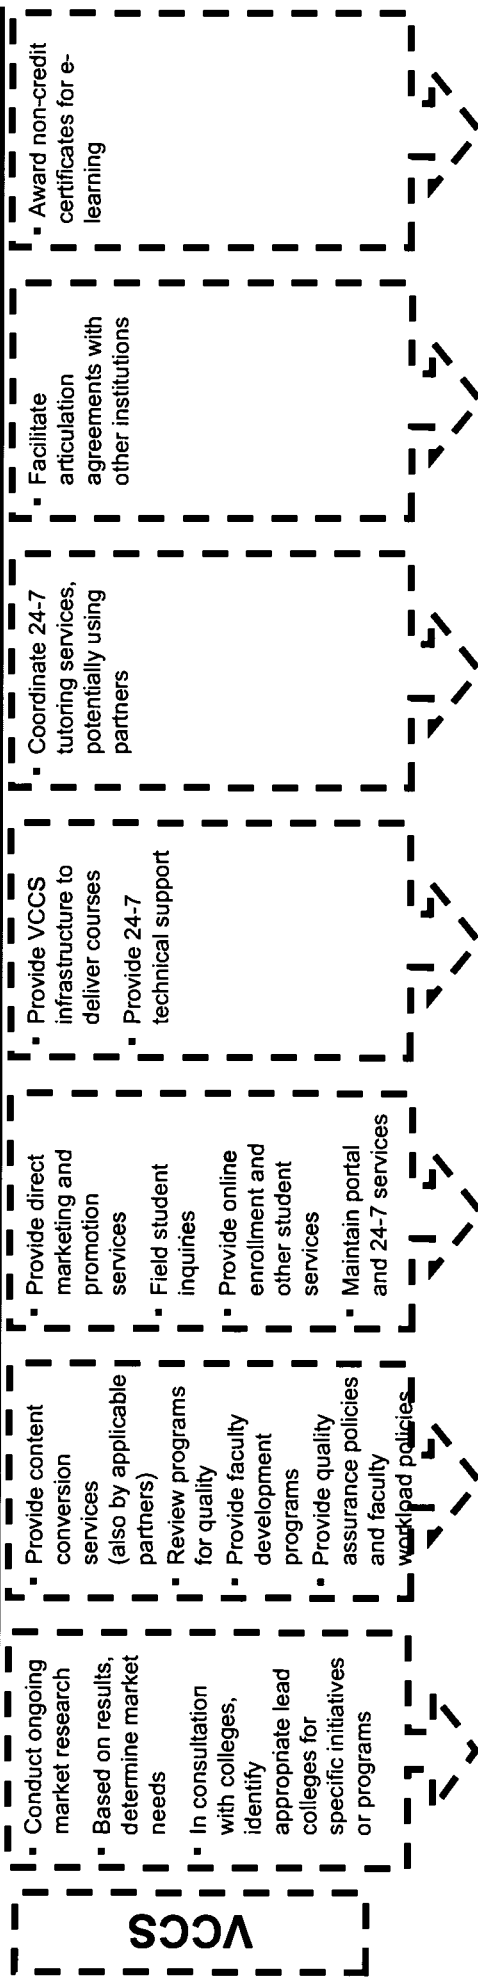 VCCS
▪ Conduct ongoing
market research
▪ Based on results,
determine market
needs
▪ In consultation
with colleges,
identify
appropriate lead
colleges for
specific initiatives
or programs
▪ Provide content
conversion
services
(also by applicable
partners)
▪ Review programs
for quality
▪ Provide faculty
development
programs
▪ Provide quality
assurance policies
and faculty
workload policies
▪ Provide direct
marketing and
promotion
services
▪ Field student
inquiries
▪ Provide online
enrollment and
other student
services
▪ Maintain portal
and 24-7 services
▪ Provide VCCS
infrastructure to
deliver courses
▪ Provide 24-7
technical support
▪ Coordinate 24-7
tutoring services,
potentially using
partners
▪ Facilitate
articulation
agreements with
other institutions
▪ Award non-credit
certificates for e-
learning